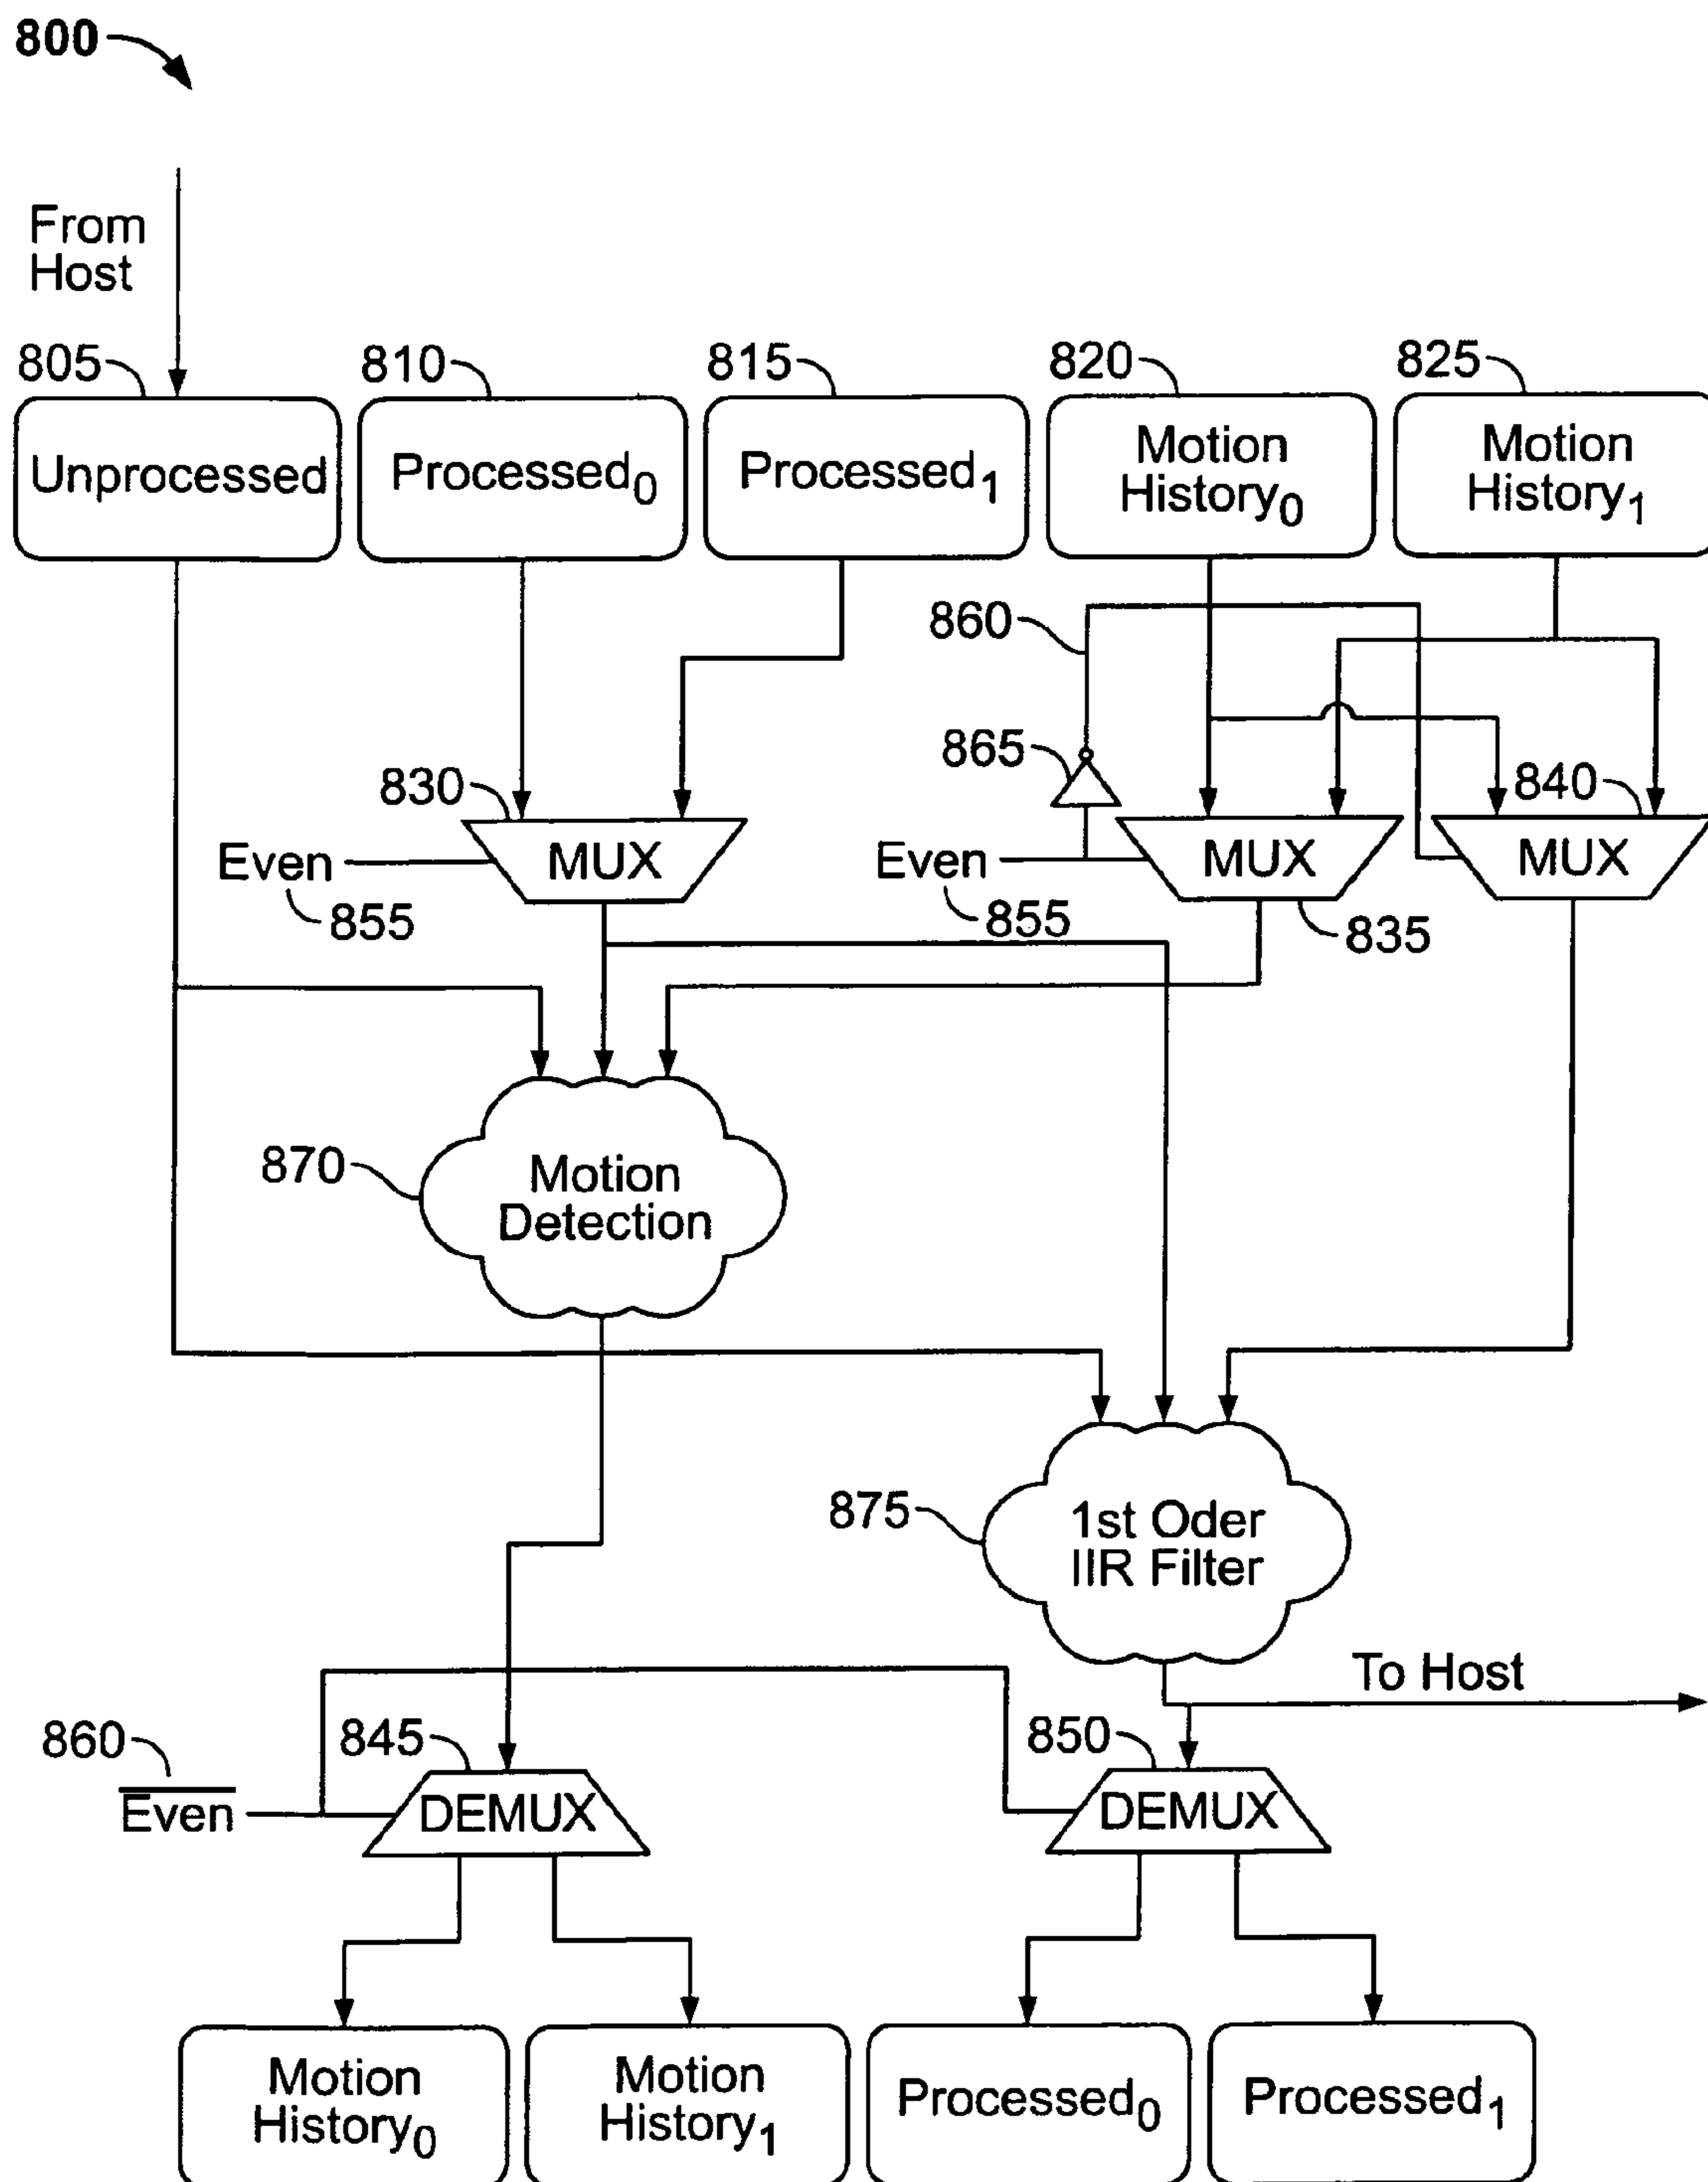 800
From
Host
805
810
815
820
825
Unprocessed
Processed0
Processed1
Motion
History0
Motion
History1
860
865
830
840
Even
MUX
Even
MUX
MUX
855
855
835
870
Motion
Detection
875
1st Oder
IIR Filter
To Host
860
845
850
Even
DEMUX
DEMUX
Motion
History0
Motion
History1
Processed0
Processed1